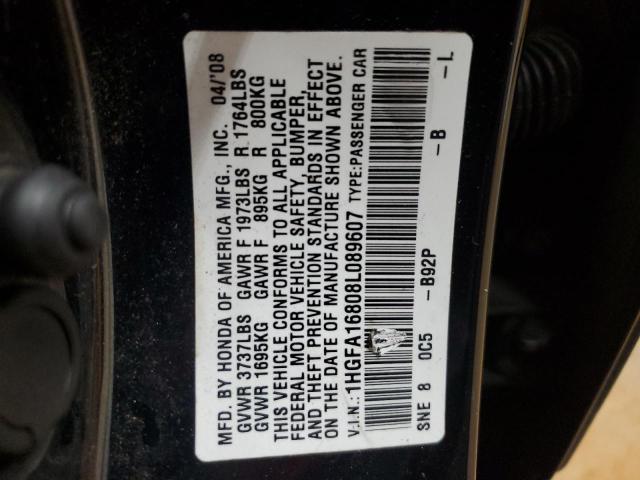 MFD. BY HONDA OF AMERICA MFG., INC. 04/'08
GVWR 3737LBS GAWR F 1973LBS R 1764LBS
GVWR 1695KG GAWR F 895KG R 800KG
THIS VEHICLE CONFORMS TO ALL APPLICABLE
FEDERAL MOTOR VEHICLE SAFETY, BUMPER,
AND THEFT PREVENTION STANDARDS IN EFFECT
ON THE DATE OF MANUFACTURE SHOWN ABOVE.
V.I.N.: 1HGFA16808L089607 TYPE:PASSENGER CAR
SNE 8 0C5 -B92P -B -L